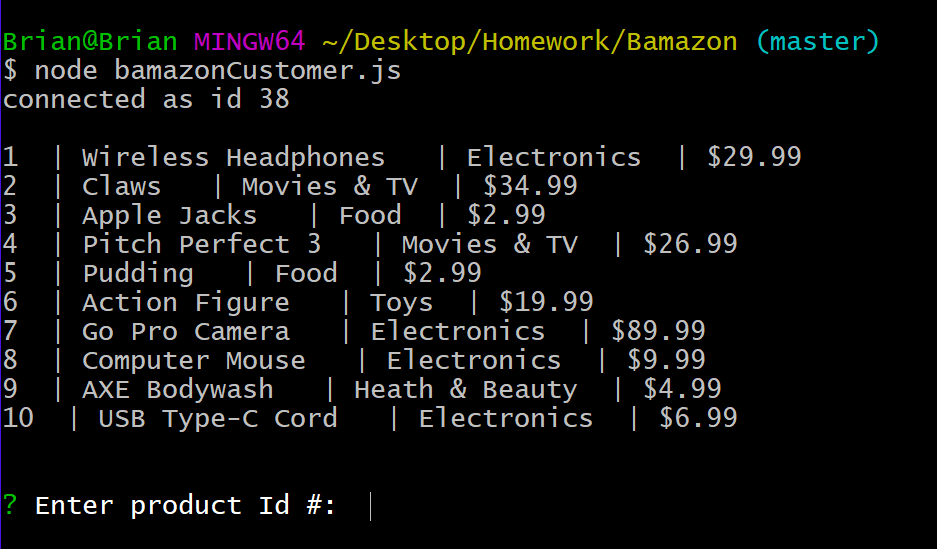 Brian@Brian MINGW64 ~/Desktop/Homework/Bamazon (master)
$ node bamazonCustomer.js
connected as id 38
1  | Wireless Headphones   | Electronics  | $29.99
2  | Claws   | Movies & TV  | $34.99
3  | Apple Jacks   | Food  | $2.99
4  | Pitch Perfect 3   | Movies & TV  | $26.99
5  | Pudding   | Food  | $2.99
6  | Action Figure   | Toys  | $19.99
7  | Go Pro Camera   | Electronics  | $89.99
8  | Computer Mouse   | Electronics  | $9.99
9  | AXE Bodywash   | Heath & Beauty  | $4.99
10  | USB Type-C Cord   | Electronics  | $6.99
? Enter product Id #: